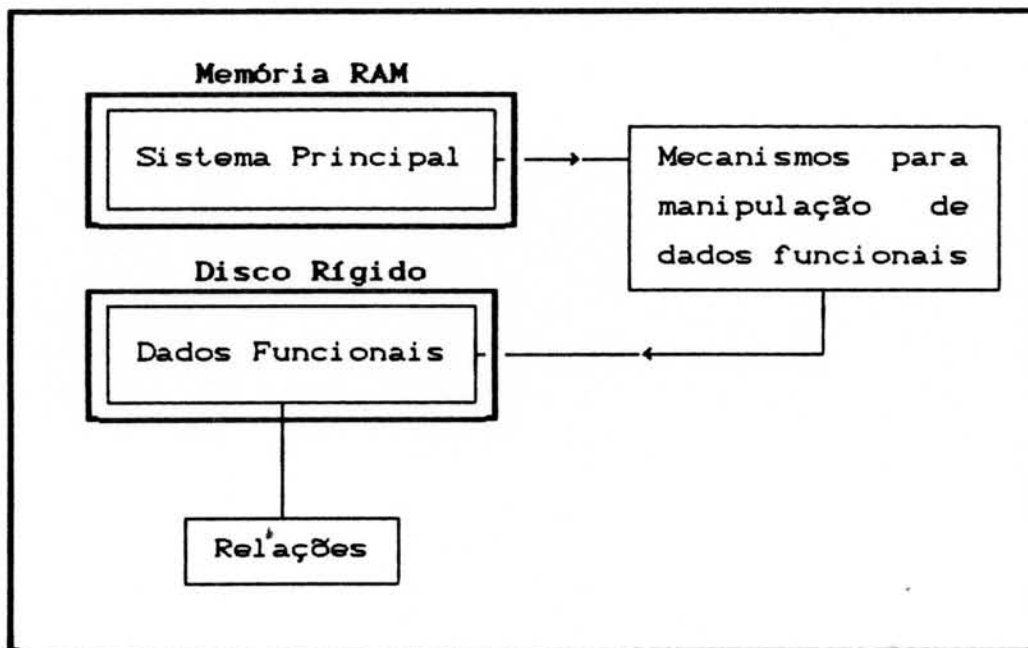 Memória RAM
Sistema Principal
Mecanismos para
manipulação de
dados funcionais
Disco Rígido
Dados Funcionais
Relações